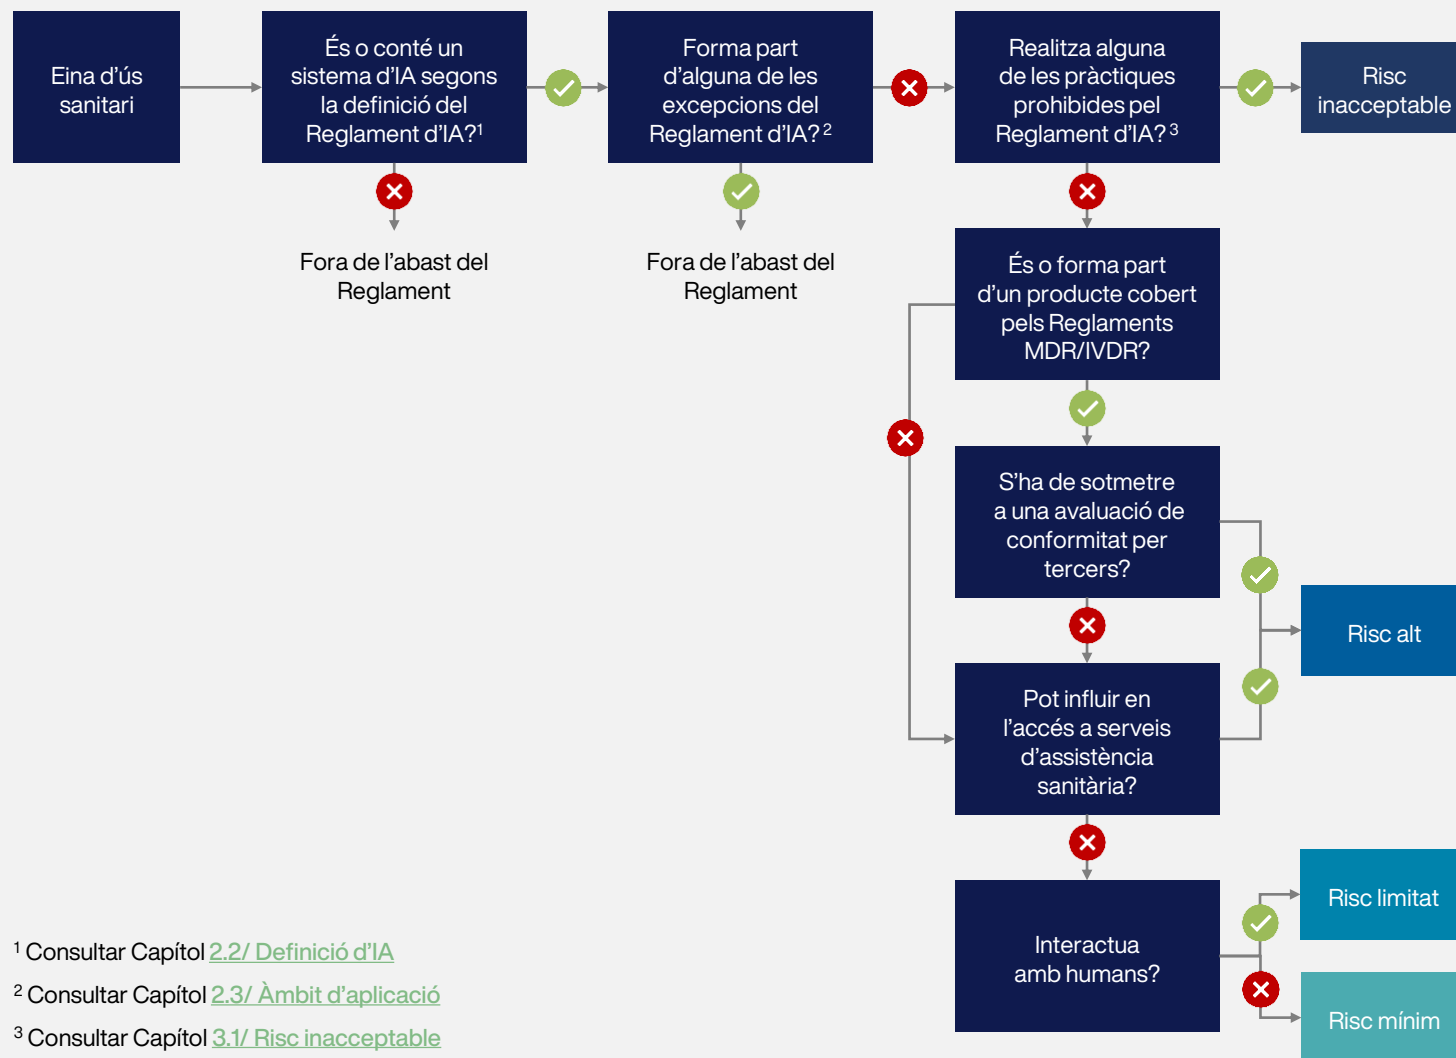 Eina d’ús
sanitari
És o conté un
sistema d’IA segons
la definició del
Reglament d’IA?¹
Forma part
d’alguna de les
excepcions del
Reglament d’IA? ²
Realitza alguna
de les pràctiques
prohibides pel
Reglament d’IA? ³
Risc
inacceptable
Fora de l’abast del
Reglament
Fora de l’abast del
Reglament
És o forma part
d’un producte cobert
pels Reglaments
MDR/IVDR?
S’ha de sotmetre
a una avaluació de
conformitat per
tercers?
Risc alt
Pot influir en
l’accés a serveis
d’assistència
sanitària?
Interactua
amb humans?
Risc limitat
Risc mínim
¹ Consultar Capítol 2.2/ Definició d’IA
² Consultar Capítol 2.3/ Àmbit d’aplicació
³ Consultar Capítol 3.1/ Risc inacceptable